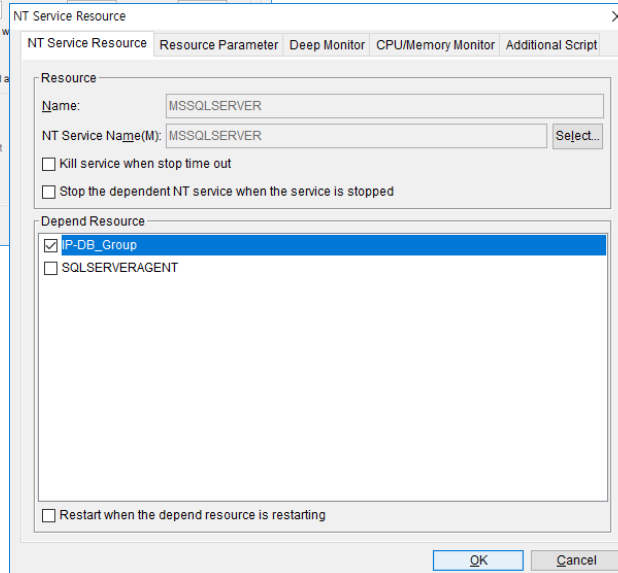 NT Service Resource
NT Service Resource Resource Parameter Deep Monitor CPU/Memory Monitor Additional Script
Resource
Name: MSSQLSERVER
NT Service Name(M): MSSQLSERVER Select...
Kill service when stop time out
Stop the dependent NT service when the service is stopped
Depend Resource
IP-DB_Group
SQLSERVERAGENT
Restart when the depend resource is restarting
OK Cancel